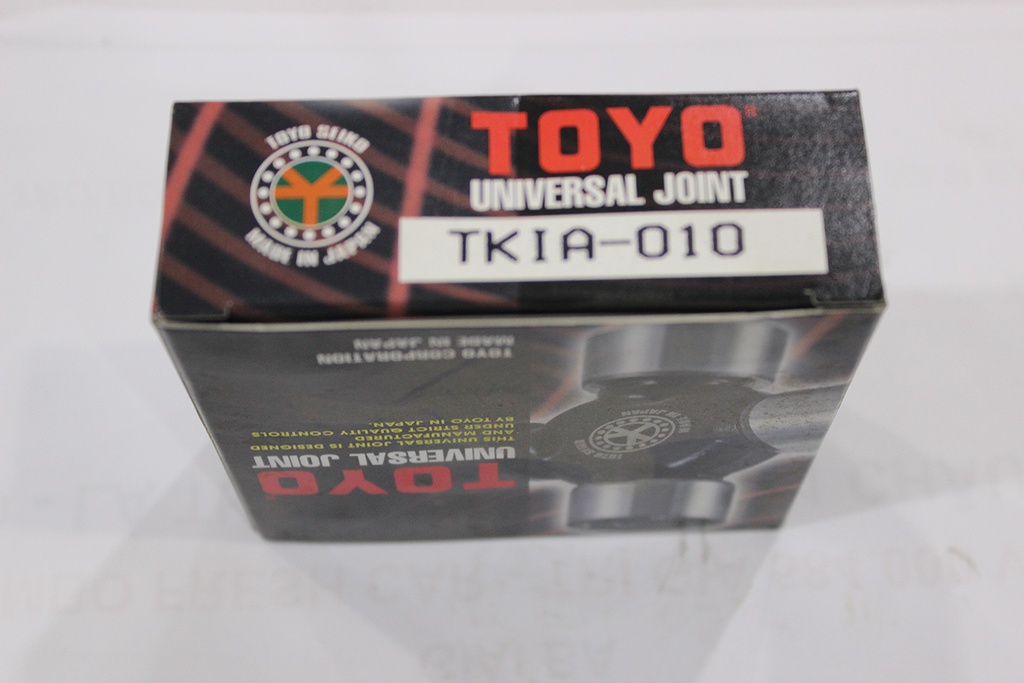 TOYO SEIKO
MADE IN JAPAN
TOYO
UNIVERSAL JOINT
TKIA-010
TOYO
UNIVERSAL JOINT
THIS UNIVERSAL JOINT IS DESIGNED
AND MANUFACTURED
UNDER STRICT QUALITY CONTROLS
BY TOYO IN JAPAN.
TOYO CORPORATION
MADE IN JAPAN